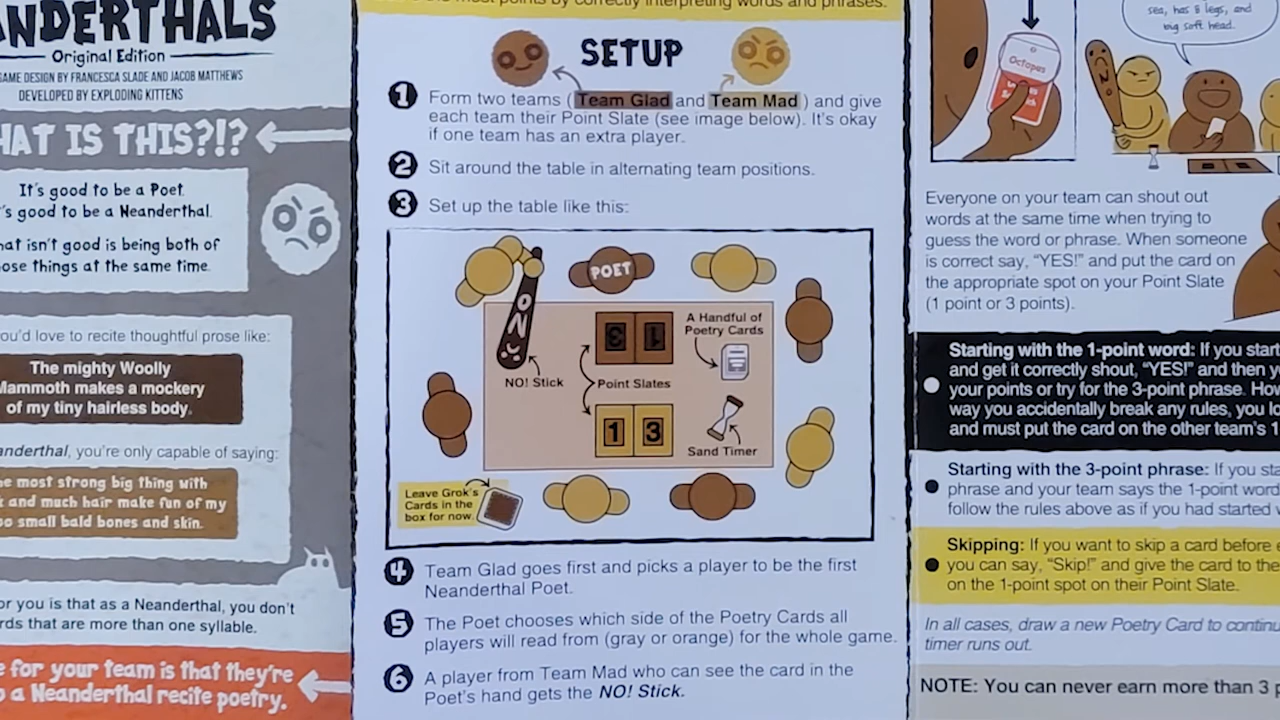 NDERTHALS
Original Edition
GAME DESIGN BY FRANCESCA SLADE AND JACOB MATTHEWS
DEVELOPED BY EXPLODING KITTENS
HAT IS THIS?!?
It's good to be a Poet.
's good to be a Neanderthal.
hat isn't good is being both of
ose things at the same time.
ou'd love to recite thoughtful prose like:
The mighty Woolly
Mammoth makes a mockery
of my tiny hairless body.
anderthal, you're only capable of saying:
e most strong big thing with
and much hair make fun of my
oo small bald bones and skin.
or you is that as a Neanderthal, you don't
rds that are more than one syllable.
e for your team is that they're
o a Neanderthal recite poetry.
the most points by correctly interpreting words and phrases.
SETUP
1 Form two teams (Team Glad and Team Mad) and give
each team their Point Slate (see image below). It's okay
if one team has an extra player.
2 Sit around the table in alternating team positions.
3 Set up the table like this:
POET
NO!
A Handful of
Poetry Cards
NO! Stick
Point Slates
1 3
1 3
Sand Timer
Leave Grok's
Cards in the
box for now.
4 Team Glad goes first and picks a player to be the first
Neanderthal Poet.
5 The Poet chooses which side of the Poetry Cards all
players will read from (gray or orange) for the whole game.
6 A player from Team Mad who can see the card in the
Poet's hand gets the NO! Stick.
sea, has 8 legs, and
big soft head.
Octopus
Everyone on your team can shout out
words at the same time when trying to
guess the word or phrase. When someone
is correct say, "YES!" and put the card on
the appropriate spot on your Point Slate
(1 point or 3 points).
Starting with the 1-point word: If you start
and get it correctly shout, "YES!" and then y
your points or try for the 3-point phrase. How
way you accidentally break any rules, you lo
and must put the card on the other team's 1
Starting with the 3-point phrase: If you sta
phrase and your team says the 1-point word
follow the rules above as if you had started
Skipping: If you want to skip a card before e
you can say, "Skip!" and give the card to the
on the 1-point spot on their Point Slate.
In all cases, draw a new Poetry Card to continu
timer runs out.
NOTE: You can never earn more than 3 p